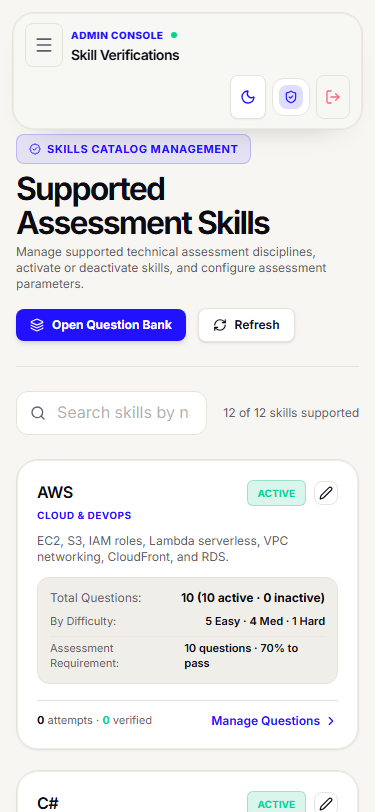 ADMIN CONSOLE
Skill Verifications
SKILLS CATALOG MANAGEMENT
Supported
Assessment Skills
Manage supported technical assessment disciplines,
activate or deactivate skills, and configure assessment
parameters.
Open Question Bank
Refresh
Search skills by n
12 of 12 skills supported
AWS
ACTIVE
CLOUD & DEVOPS
EC2, S3, IAM roles, Lambda serverless, VPC
networking, CloudFront, and RDS.
Total Questions: 10 (10 active · 0 inactive)
By Difficulty: 5 Easy · 4 Med · 1 Hard
Assessment 10 questions · 70% to
Requirement: pass
0 attempts · 0 verified
Manage Questions
C#
ACTIVE